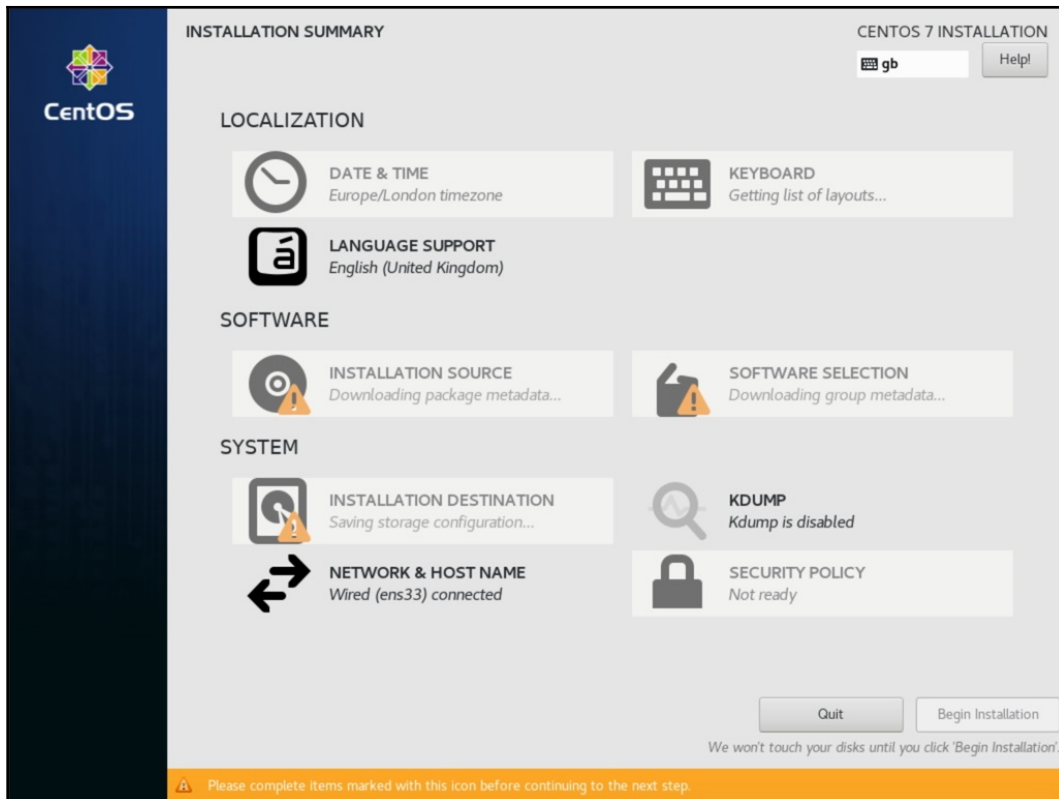 INSTALLATION SUMMARY
CENTOS 7 INSTALLATION
gb
Help!
CentOS
LOCALIZATION
DATE & TIME
Europe/London timezone
KEYBOARD
Getting list of layouts...
LANGUAGE SUPPORT
English (United Kingdom)
SOFTWARE
INSTALLATION SOURCE
Downloading package metadata...
SOFTWARE SELECTION
Downloading group metadata...
SYSTEM
INSTALLATION DESTINATION
Saving storage configuration...
KDUMP
Kdump is disabled
NETWORK & HOST NAME
Wired (ens33) connected
SECURITY POLICY
Not ready
Quit
Begin Installation
We won't touch your disks until you click 'Begin Installation'.
Please complete items marked with this icon before continuing to the next step.